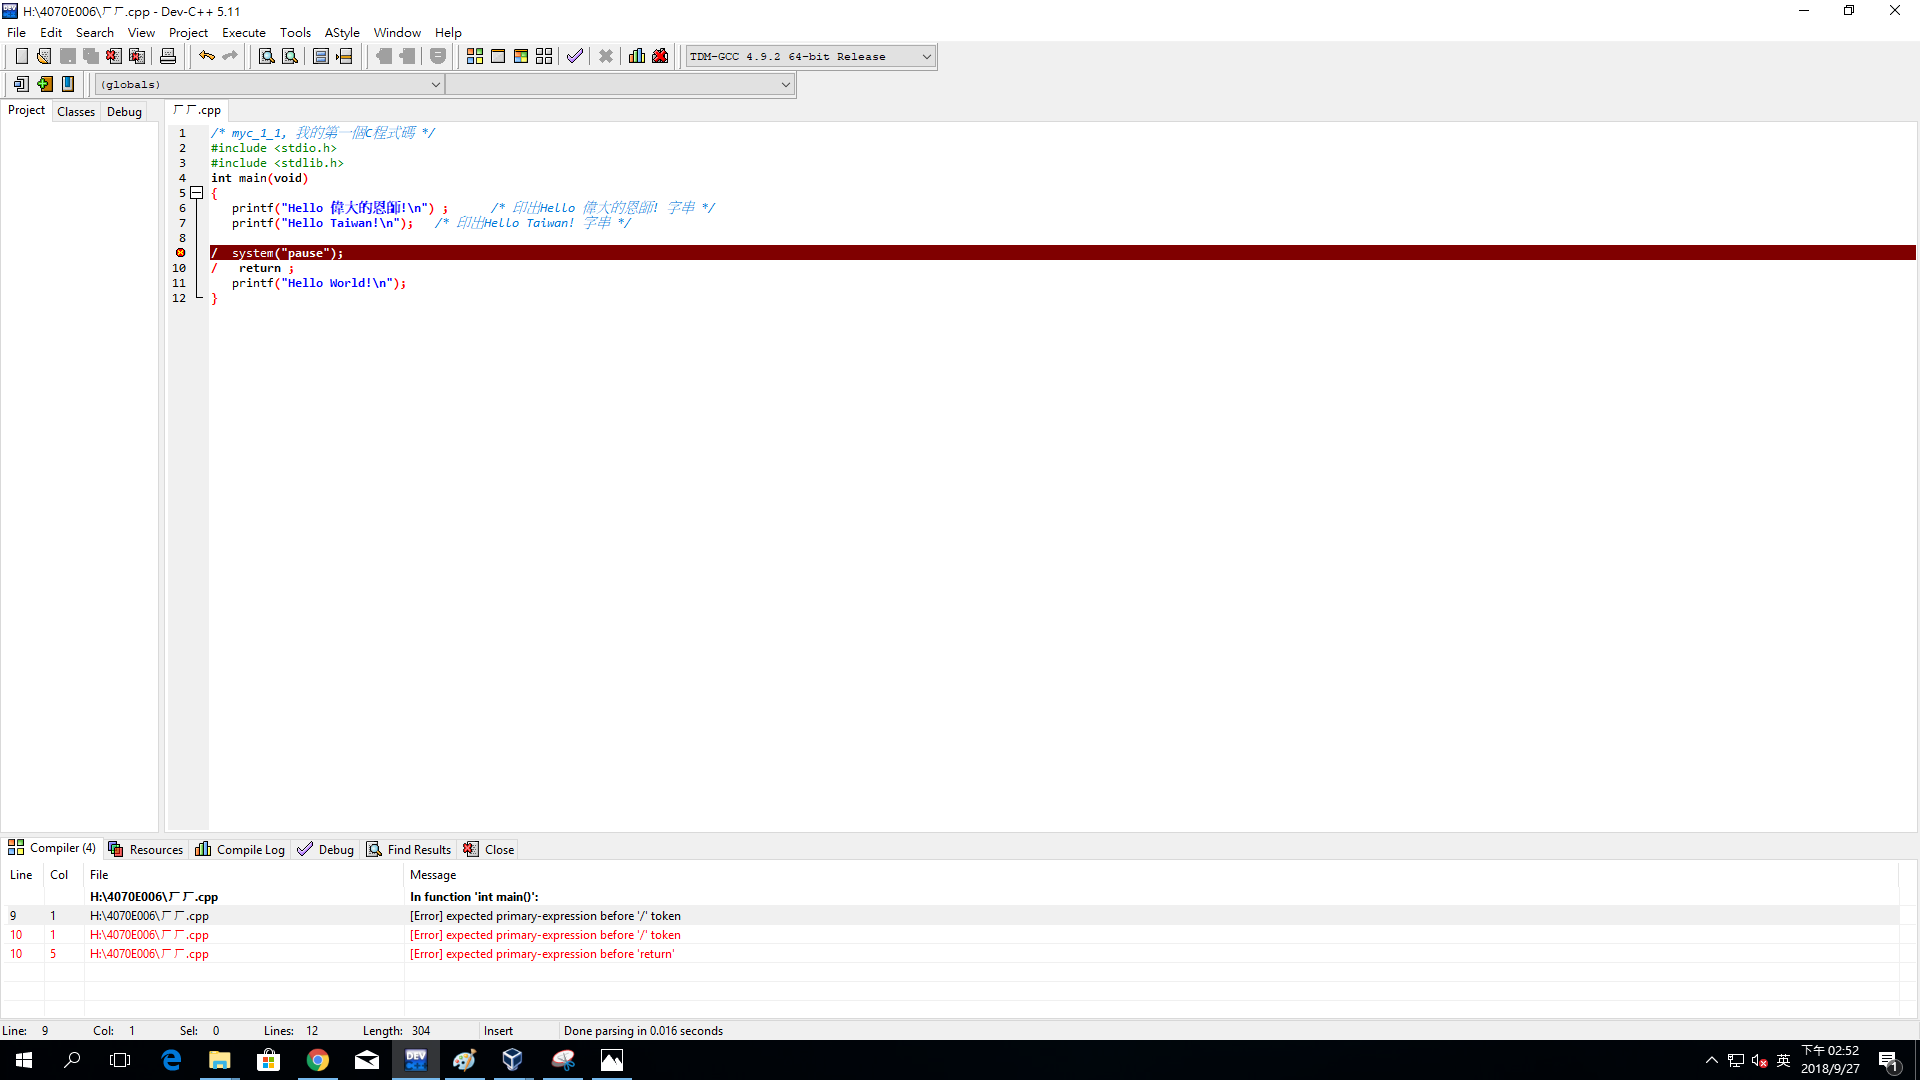 H:\4070E006\ㄏㄏ.cpp - Dev-C++ 5.11
File Edit Search View Project Execute Tools AStyle Window Help
TDM-GCC 4.9.2 64-bit Release
(globals)
Project Classes Debug ㄏㄏ.cpp
1 /* myc_1_1, 我的第一個C程式碼 */
2 #include <stdio.h>
3 #include <stdlib.h>
4 int main(void)
5 {
6 printf("Hello 偉大的恩師!\n") ; /* 印出Hello 偉大的恩師! 字串 */
7 printf("Hello Taiwan!\n"); /* 印出Hello Taiwan! 字串 */
8
/ system("pause");
10 / return ;
11 printf("Hello World!\n");
12 }
Compiler (4) Resources Compile Log Debug Find Results Close
Line Col File Message
H:\4070E006\ㄏㄏ.cpp In function 'int main()':
9 1 H:\4070E006\ㄏㄏ.cpp [Error] expected primary-expression before '/' token
10 1 H:\4070E006\ㄏㄏ.cpp [Error] expected primary-expression before '/' token
10 5 H:\4070E006\ㄏㄏ.cpp [Error] expected primary-expression before 'return'
Line: 9 Col: 1 Sel: 0 Lines: 12 Length: 304 Insert Done parsing in 0.016 seconds
DEV
英
下午 02:52
2018/9/27
1